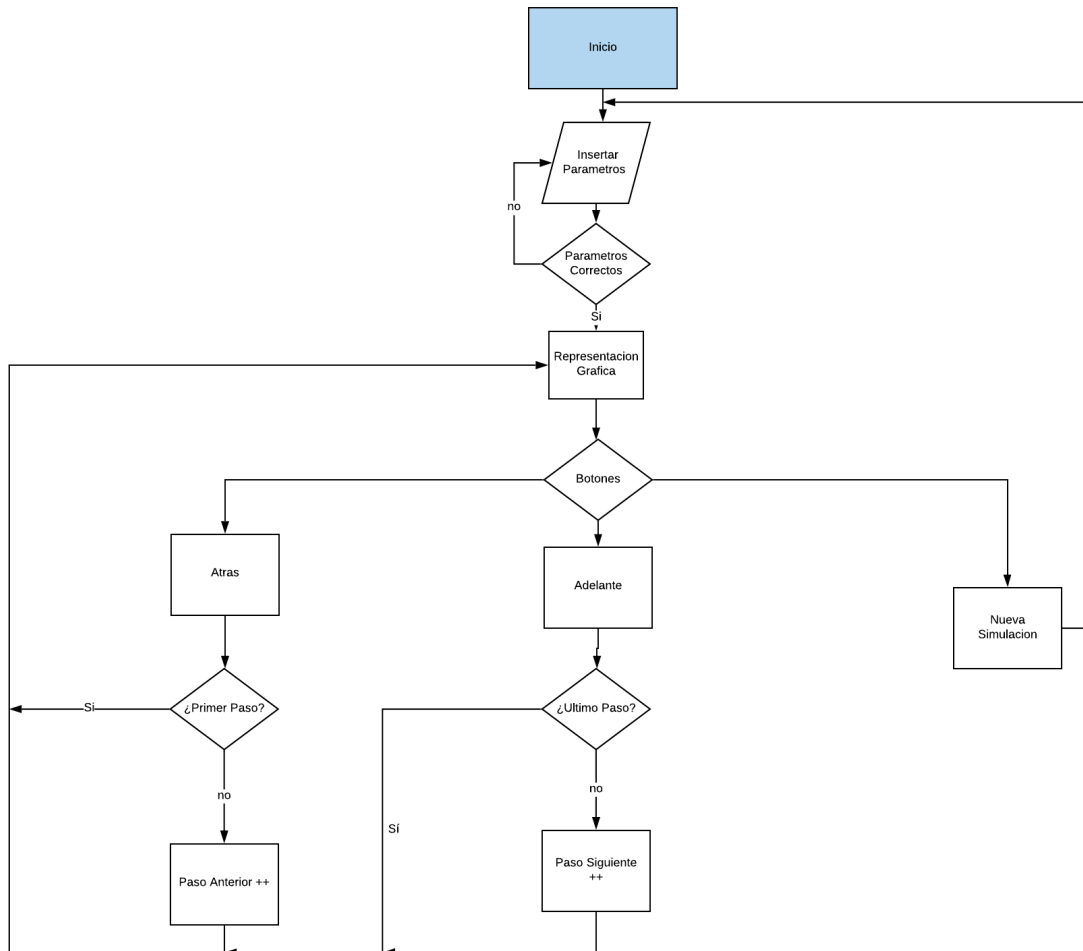 Inicio
Insertar
Parametros
no
Parametros
Correctos
Si
Representacion
Grafica
Botones
Atras
Adelante
Nueva
Simulacion
Si
¿Primer Paso?
¿Ultimo Paso?
no
no
Sí
Paso Anterior ++
Paso Siguiente
++